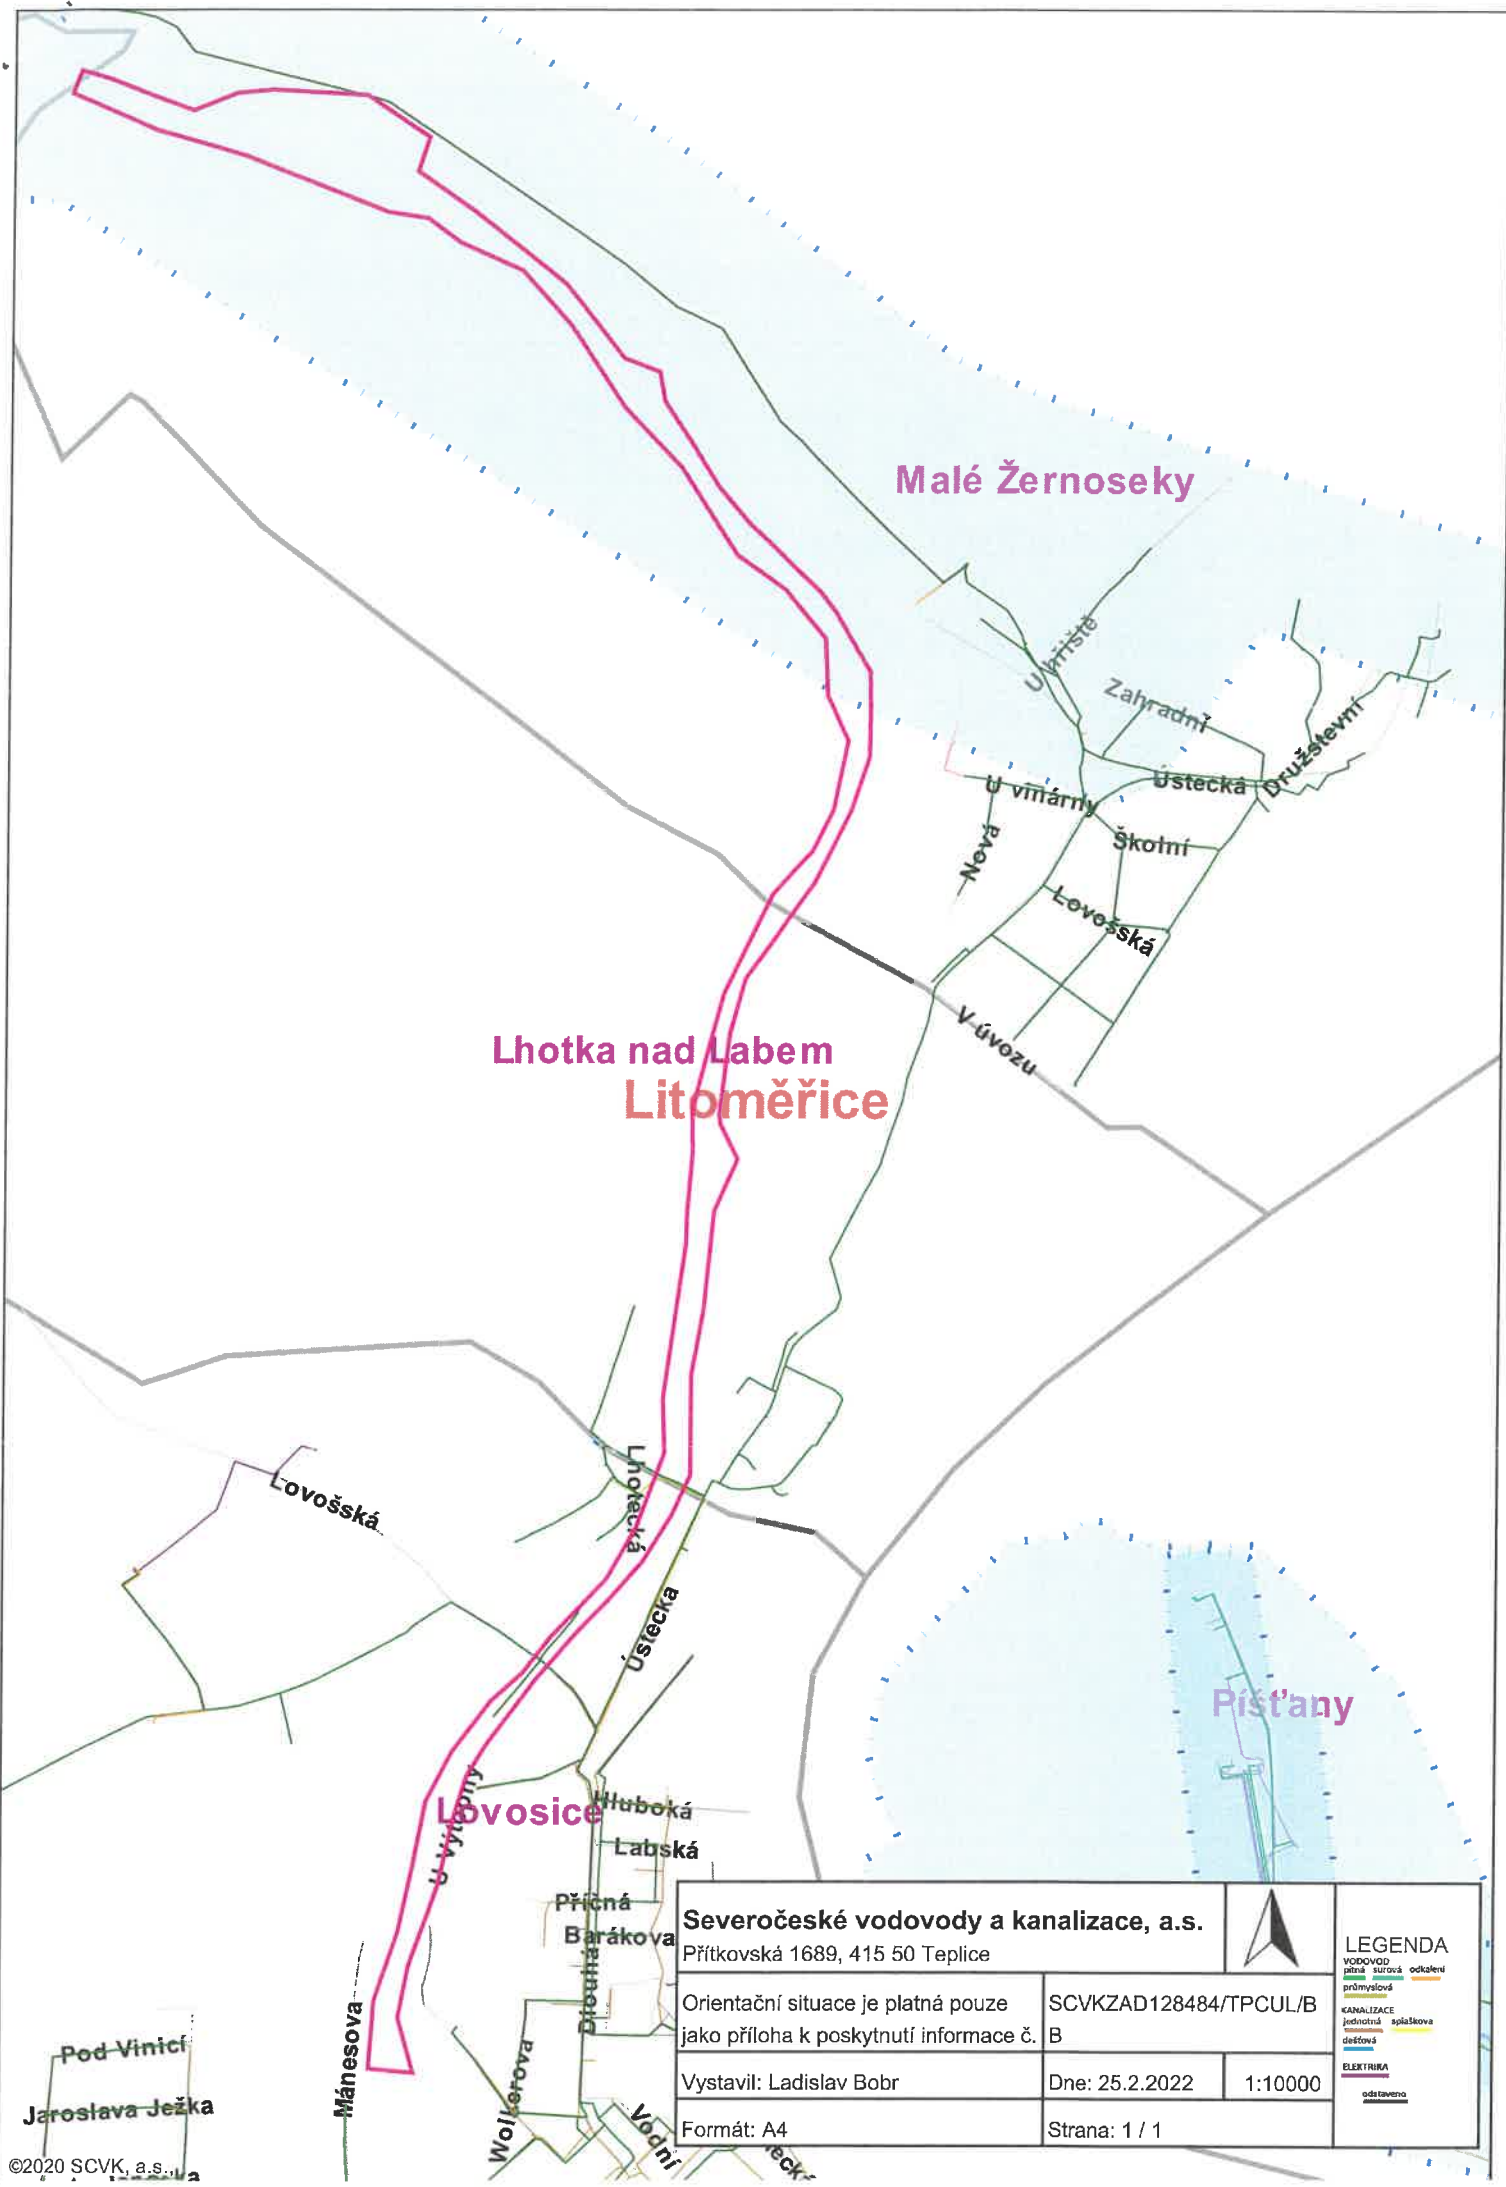 Malé Žernoseky
U hřiště
Zahradní
Družstevní
Ústecká
U vinárny
Školní
Nová
Lovošská
V úvozu
Lhotka nad Labem
Litoměřice
Lhotecká
Lovošská
Ústecka
Píšťany
U Výtopny
Lovosice
Hluboká
Labská
Příčná
Barákova
Dlouhá
Mánesova
Wolkerova
Vodní
Pod Vinicí
Jaroslava Ježka
©2020 SCVK, a.s.,
Severočeské vodovody a kanalizace, a.s.
Přítkovská 1689, 415 50 Teplice
Orientační situace je platná pouze
jako příloha k poskytnutí informace č.
SCVKZAD128484/TPCUL/B
B
Vystavil: Ladislav Bobr
Dne: 25.2.2022
1:10000
Formát: A4
Strana: 1 / 1
LEGENDA
VODOVOD
pitná surová odkalení
průmyslová
KANALIZACE
jednotná splašková
dešťová
ELEKTRIKA
odstaveno